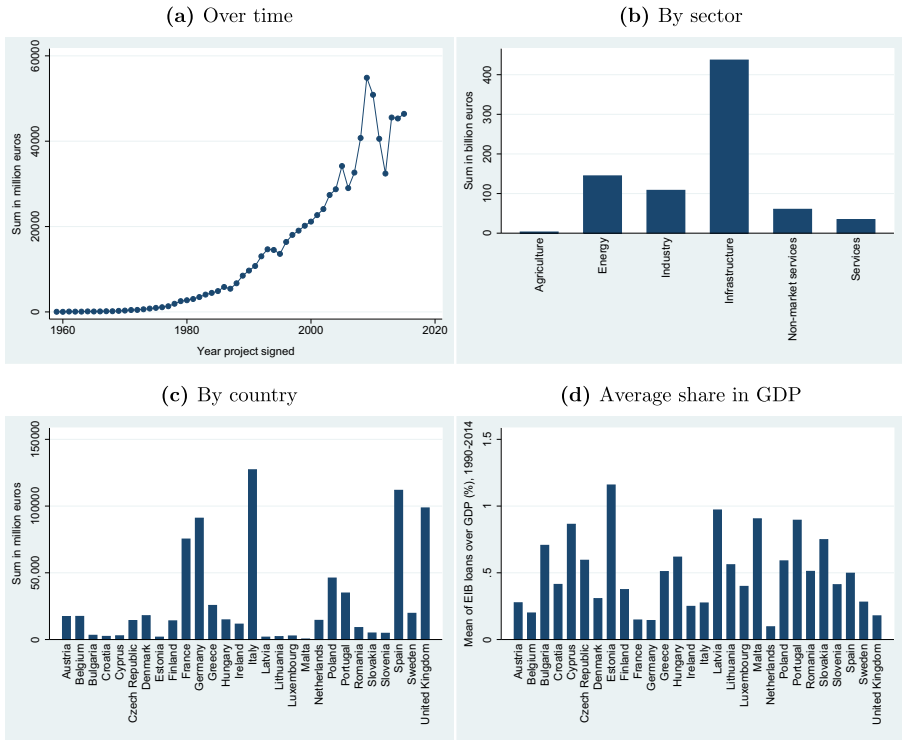 (a) Over time
Sum in million euros
60000
40000
20000
0
1960 1980 2000 2020
Year project signed
(b) By sector
Sum in billion euros
400
300
200
100
0
Agriculture
Energy
Industry
Infrastructure
Non-market services
Services
(c) By country
Sum in million euros
150000
100000
50,000
0
Austria
Belgium
Bulgaria
Croatia
Cyprus
Czech Republic
Denmark
Estonia
Finland
France
Germany
Greece
Hungary
Ireland
Italy
Latvia
Lithuania
Luxembourg
Malta
Netherlands
Poland
Portugal
Romania
Slovakia
Slovenia
Spain
Sweden
United Kingdom
(d) Average share in GDP
Mean of EIB loans over GDP (%), 1990-2014
1.5
1
.5
0
Austria
Belgium
Bulgaria
Croatia
Cyprus
Czech Republic
Denmark
Estonia
Finland
France
Germany
Greece
Hungary
Ireland
Italy
Latvia
Lithuania
Luxembourg
Malta
Netherlands
Poland
Portugal
Romania
Slovakia
Slovenia
Spain
Sweden
United Kingdom